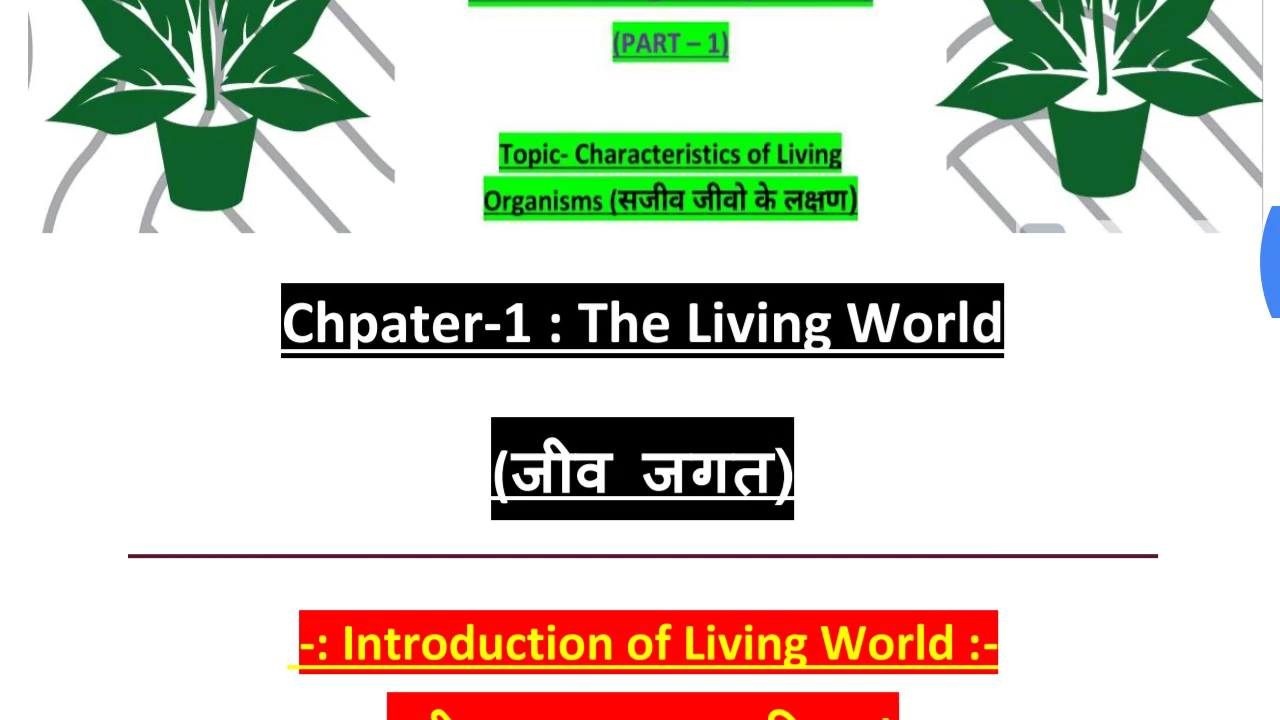 (PART – 1)
Topic- Characteristics of Living
Organisms (सजीव जीवो के लक्षण)
Chpater-1 : The Living World
(जीव जगत)
-: Introduction of Living World :-